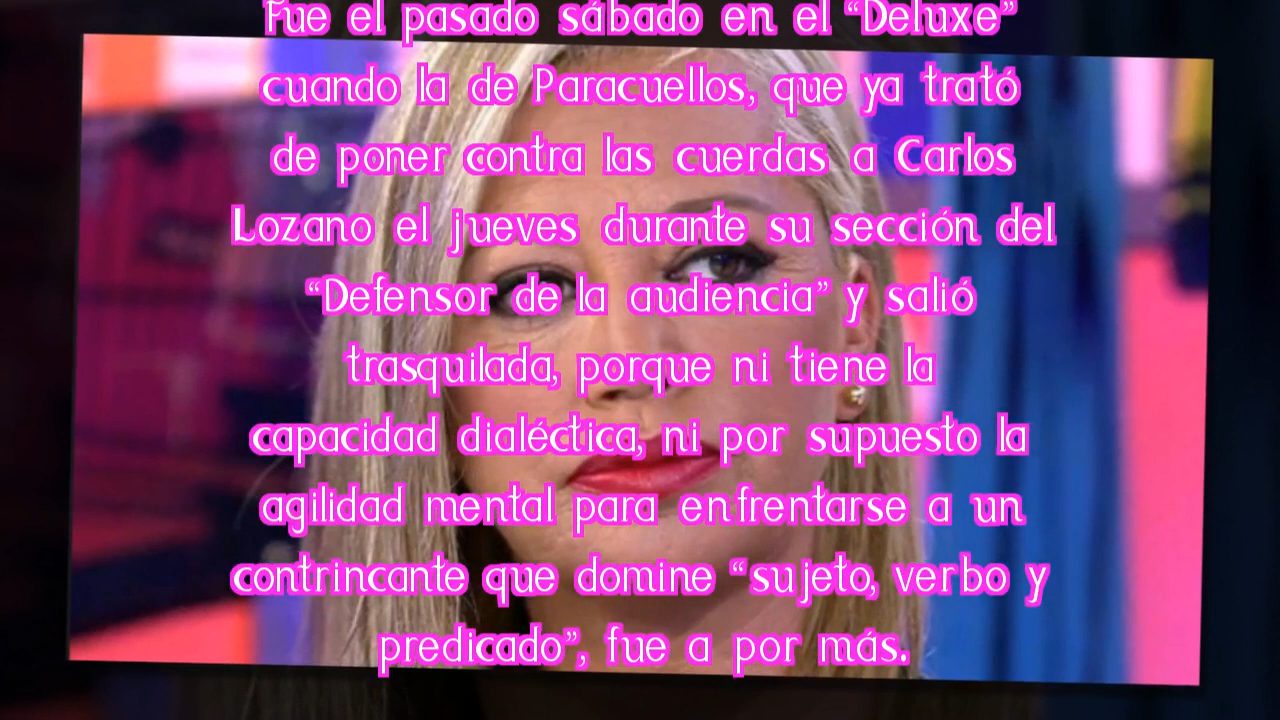 Fue el pasado sábado en el “Deluxe”
cuando la de Paracuellos, que ya trató
de poner contra las cuerdas a Carlos
Lozano el jueves durante su sección del
“Defensor de la audiencia” y salió
trasquilada, porque ni tiene la
capacidad dialéctica, ni por supuesto la
agilidad mental para enfrentarse a un
contrincante que domine “sujeto, verbo y
predicado”, fue a por más.